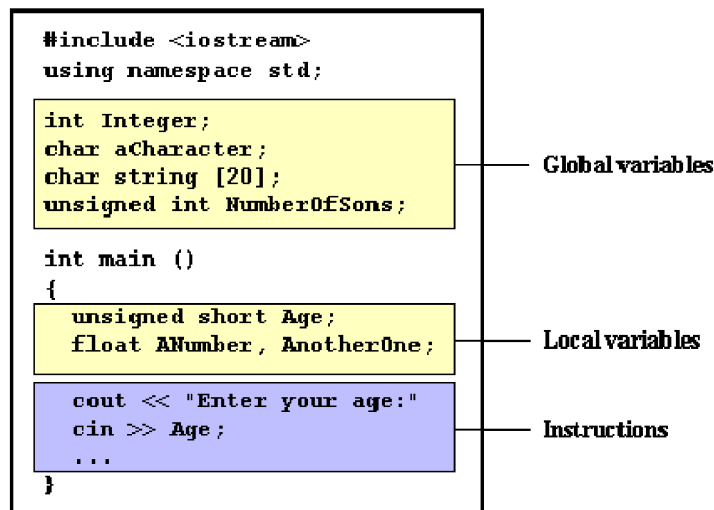 #include <iostream>
using namespace std;
int Integer;
char aCharacter;
char string [20];
unsigned int NumberOfSons;
Global variables
int main ()
{
unsigned short Age;
float ANumber, AnotherOne;
Local variables
cout << "Enter your age:"
cin >> Age;
...
Instructions
}